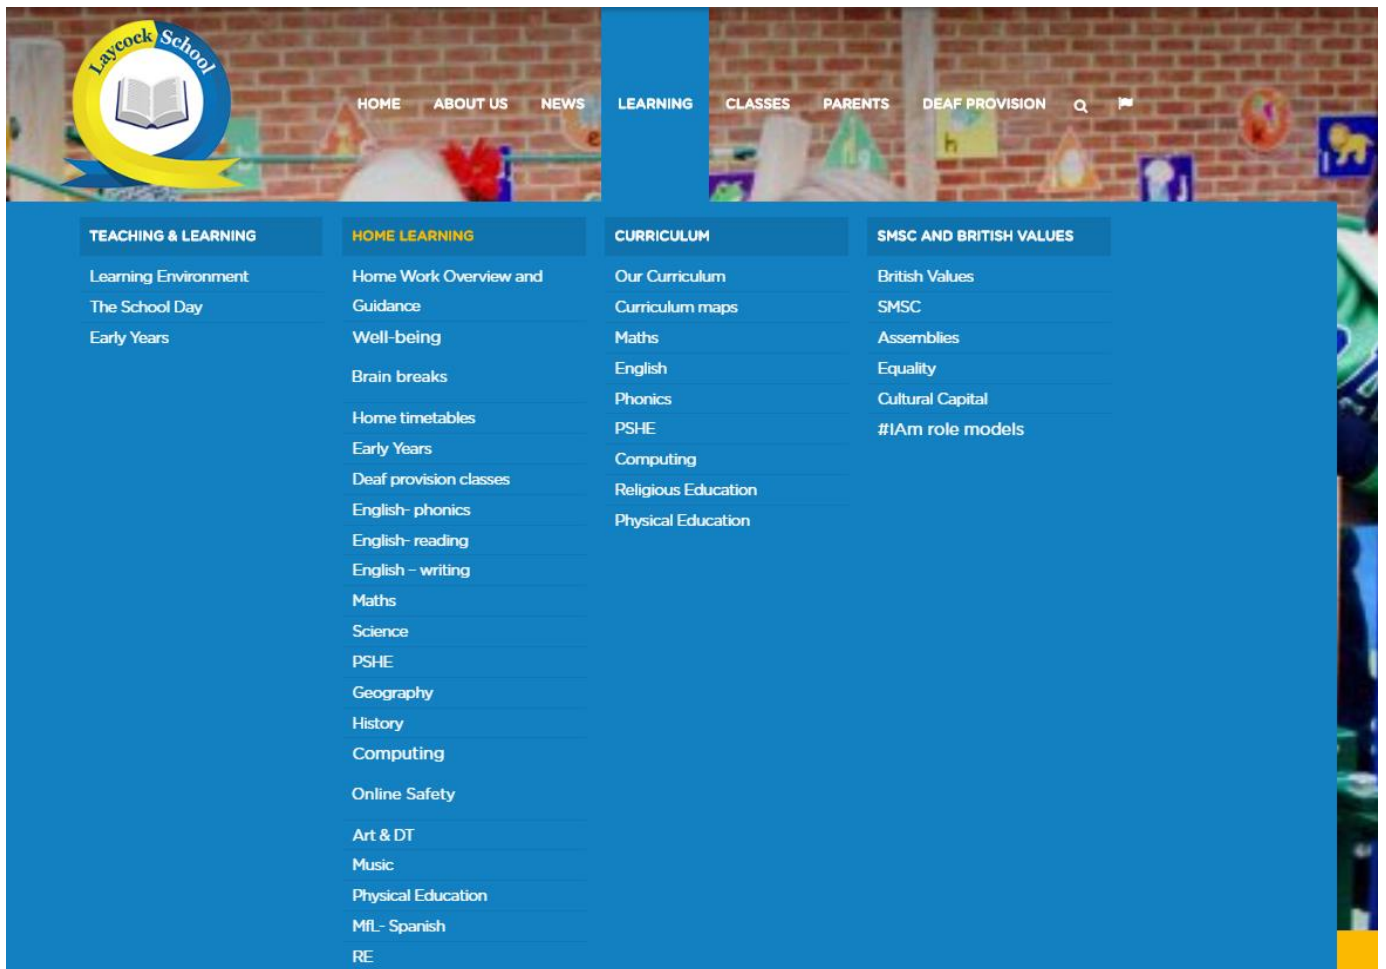 Laycock School
HOME ABOUT US NEWS LEARNING CLASSES PARENTS DEAF PROVISION
h
TEACHING & LEARNING
Learning Environment
The School Day
Early Years
HOME LEARNING
Home Work Overview and
Guidance
Well-being
Brain breaks
Home timetables
Early Years
Deaf provision classes
English- phonics
English- reading
English – writing
Maths
Science
PSHE
Geography
History
Computing
Online Safety
Art & DT
Music
Physical Education
MfL- Spanish
RE
CURRICULUM
Our Curriculum
Curriculum maps
Maths
English
Phonics
PSHE
Computing
Religious Education
Physical Education
SMSC AND BRITISH VALUES
British Values
SMSC
Assemblies
Equality
Cultural Capital
#IAm role models